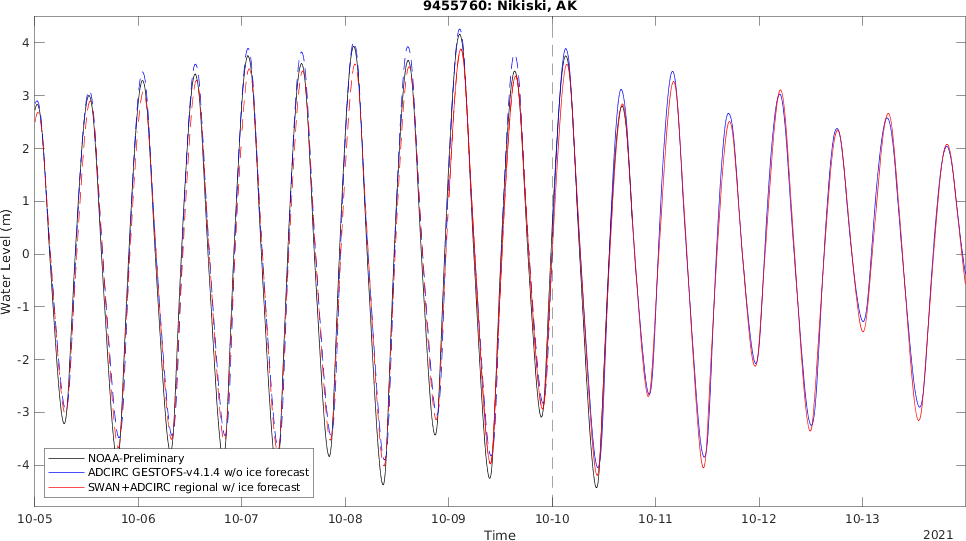 9455760: Nikiski, AK
Water Level (m)
4
3
2
1
0
-1
-2
-3
-4
NOAA-Preliminary
ADCIRC GESTOFS-v4.1.4 w/o ice forecast
SWAN+ADCIRC regional w/ ice forecast
10-05 10-06 10-07 10-08 10-09 10-10 10-11 10-12 10-13
Time
2021